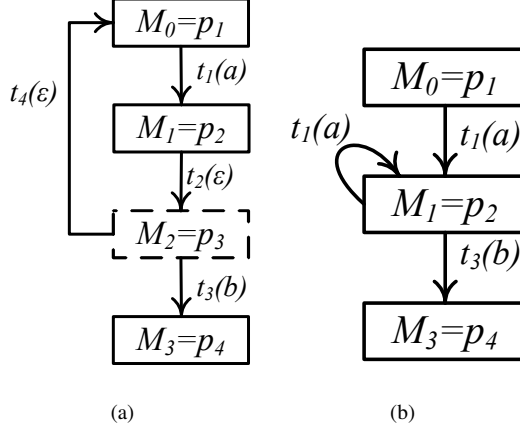 M₀=p₁
t₁(a)
t₄(ε)
M₁=p₂
t₂(ε)
M₂=p₃
t₃(b)
M₃=p₄
(a)
M₀=p₁
t₁(a)
t₁(a)
M₁=p₂
t₃(b)
M₃=p₄
(b)